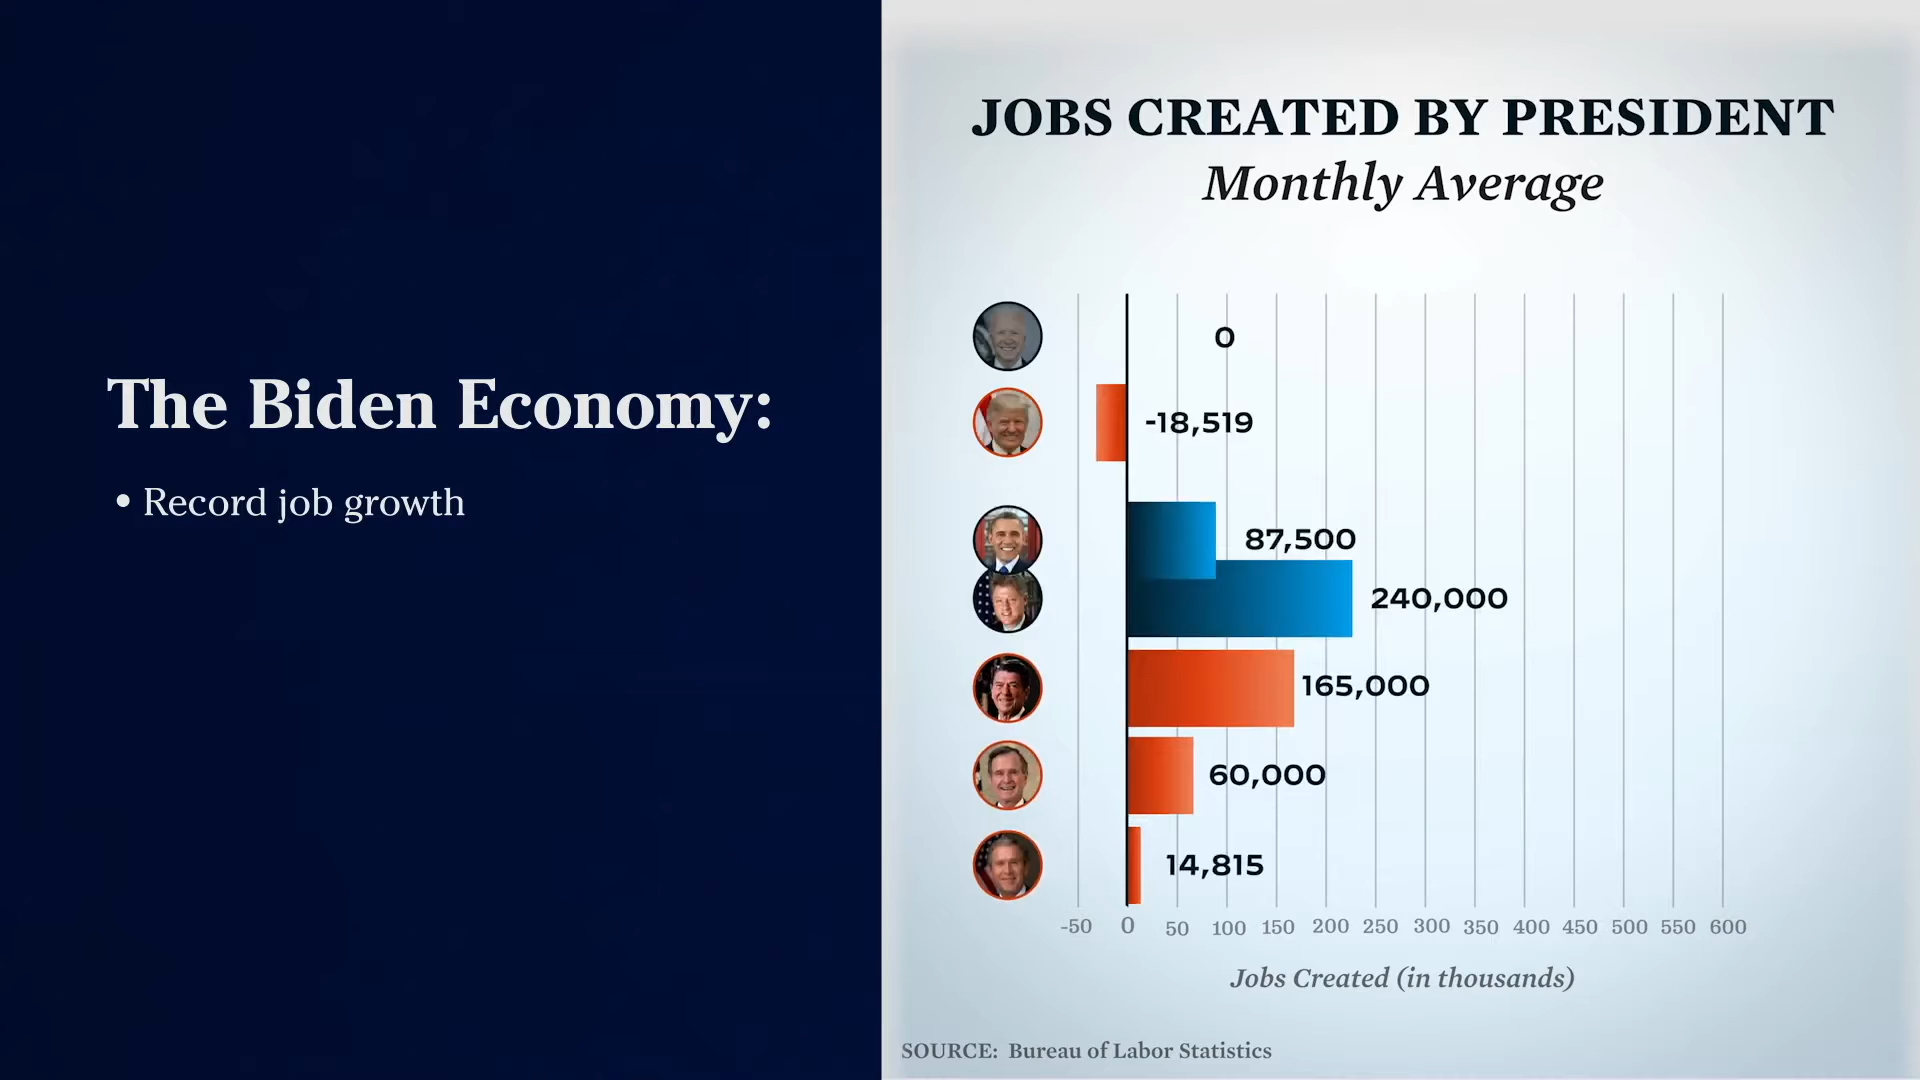 The Biden Economy:
• Record job growth
JOBS CREATED BY PRESIDENT
Monthly Average
0
-18,519
87,500
240,000
165,000
60,000
14,815
-50 0 50 100 150 200 250 300 350 400 450 500 550 600
Jobs Created (in thousands)
SOURCE: Bureau of Labor Statistics